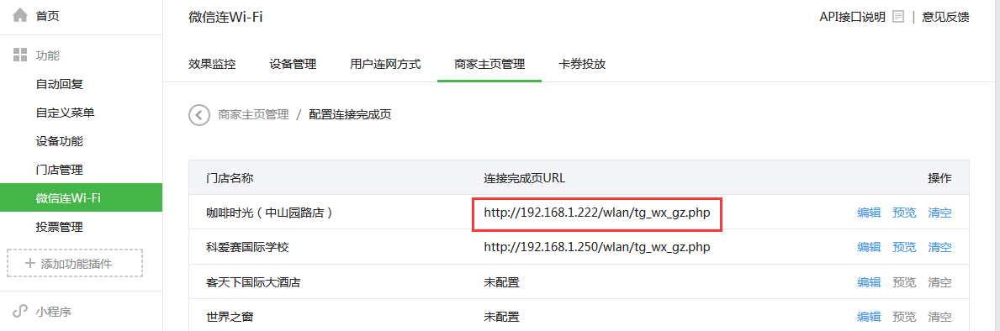 首页
功能
自动回复
自定义菜单
设备功能
门店管理
微信连Wi-Fi
投票管理
添加功能插件
小程序
微信连Wi-Fi
API接口说明 | 意见反馈
效果监控 设备管理 用户连网方式 商家主页管理 卡券投放
商家主页管理 / 配置连接完成页
门店名称 连接完成页URL 操作
咖啡时光（中山园路店） http://192.168.1.222/wlan/tg_wx_gz.php 编辑 预览 清空
科爱赛国际学校 http://192.168.1.250/wlan/tg_wx_gz.php 编辑 预览 清空
客天下国际大酒店 未配置 编辑 预览 清空
世界之窗 未配置 编辑 预览 清空